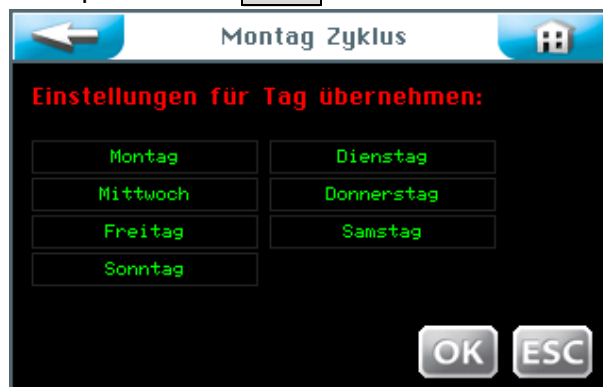 Montag Zyklus
Einstellungen für Tag übernehmen:
Montag Dienstag
Mittwoch Donnerstag
Freitag Samstag
Sonntag
OK ESC